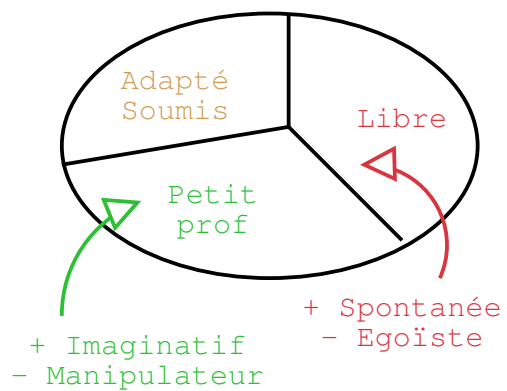 Adapté
Soumis
Libre
Petit
prof
+ Spontanée
- Egoïste
+ Imaginatif
- Manipulateur